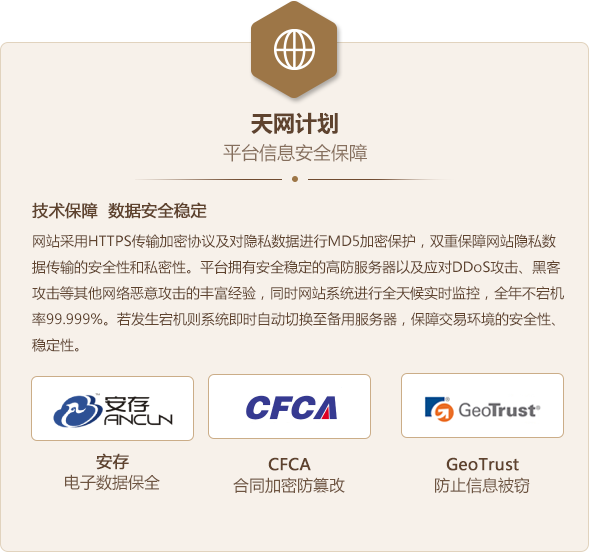 天网计划
平台信息安全保障
技术保障 数据安全稳定
网站采用HTTPS传输加密协议及对隐私数据进行MD5加密保护，双重保障网站隐私数
据传输的安全性和私密性。平台拥有安全稳定的高防服务器以及应对DDoS攻击、黑客
攻击等其他网络恶意攻击的丰富经验，同时网站系统进行全天候实时监控，全年不宕机
率99.999%。若发生宕机则系统即时自动切换至备用服务器，保障交易环境的安全性、
稳定性。
安存
ANCUN
CFCA
GeoTrust®
安存
电子数据保全
CFCA
合同加密防篡改
GeoTrust
防止信息被窃